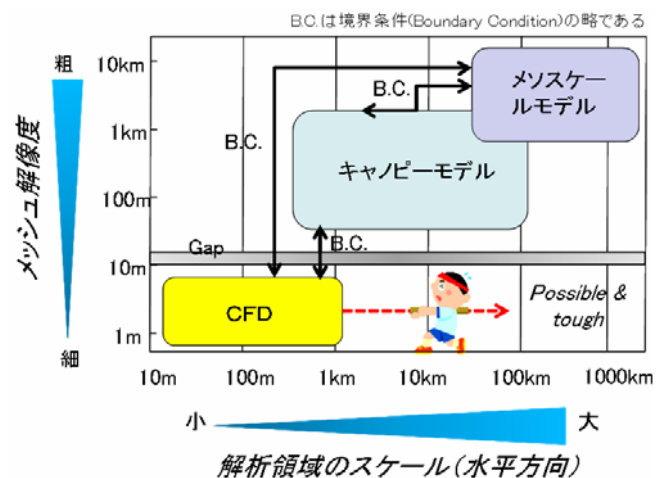 B.C.は境界条件(Boundary Condition)の略である
粗
10km
1km
100m
10m
1m
メッシュ解像度
メソスケー
ルモデル
B.C.
B.C.
キャノピーモデル
Gap
B.C.
CFD
Possible &
tough
10m
100m
1km
10km
100km
1000km
小
大
解析領域のスケール(水平方向)